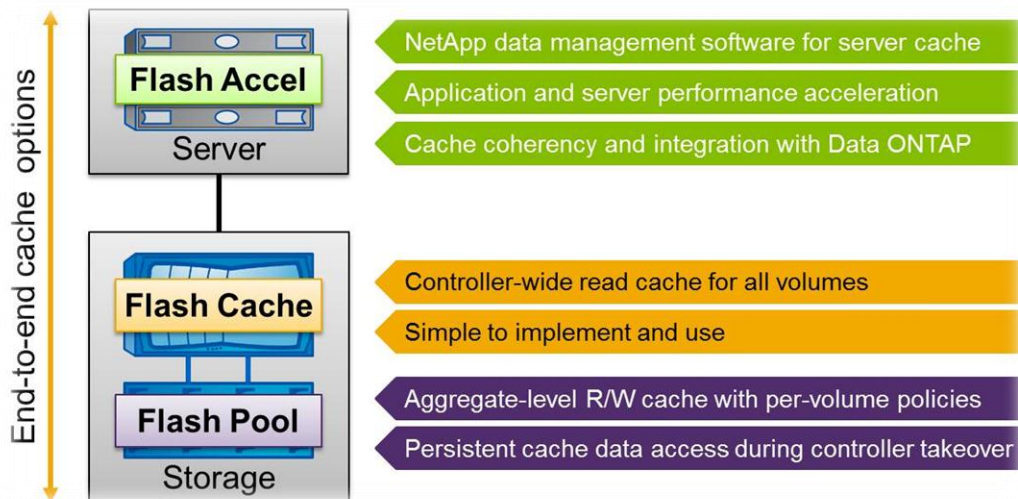 End-to-end cache options
Flash Accel
Server
NetApp data management software for server cache
Application and server performance acceleration
Cache coherency and integration with Data ONTAP
Flash Cache
Flash Pool
Storage
Controller-wide read cache for all volumes
Simple to implement and use
Aggregate-level R/W cache with per-volume policies
Persistent cache data access during controller takeover